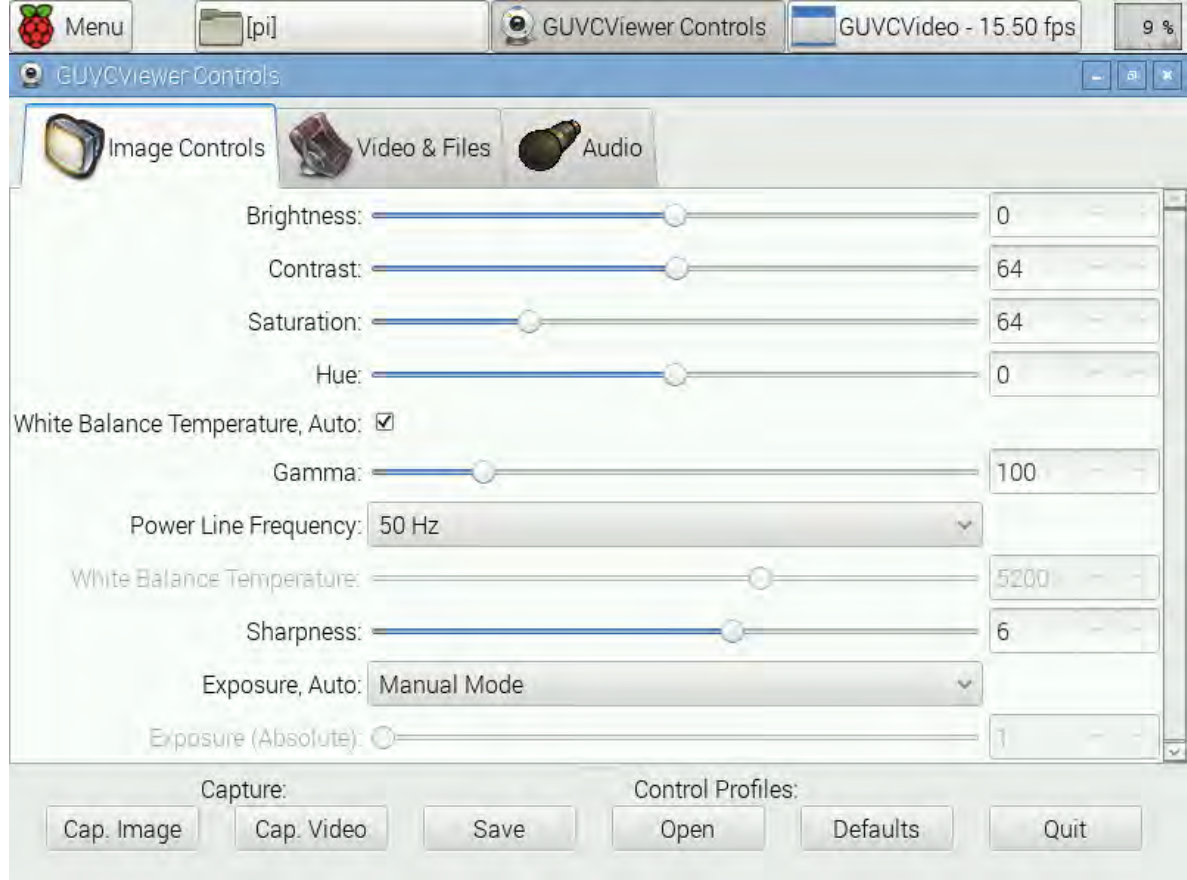 Menu [pi] GUVCViewer Controls GUVCVideo - 15.50 fps 9 %
GUVCViewer Controls
Image Controls Video & Files Audio
Brightness: 0
Contrast: 64
Saturation: 64
Hue: 0
White Balance Temperature, Auto:
Gamma: 100
Power Line Frequency: 50 Hz
White Balance Temperature: 5200
Sharpness: 6
Exposure, Auto: Manual Mode
Exposure (Absolute): 1
Capture: Control Profiles:
Cap. Image Cap. Video Save Open Defaults Quit